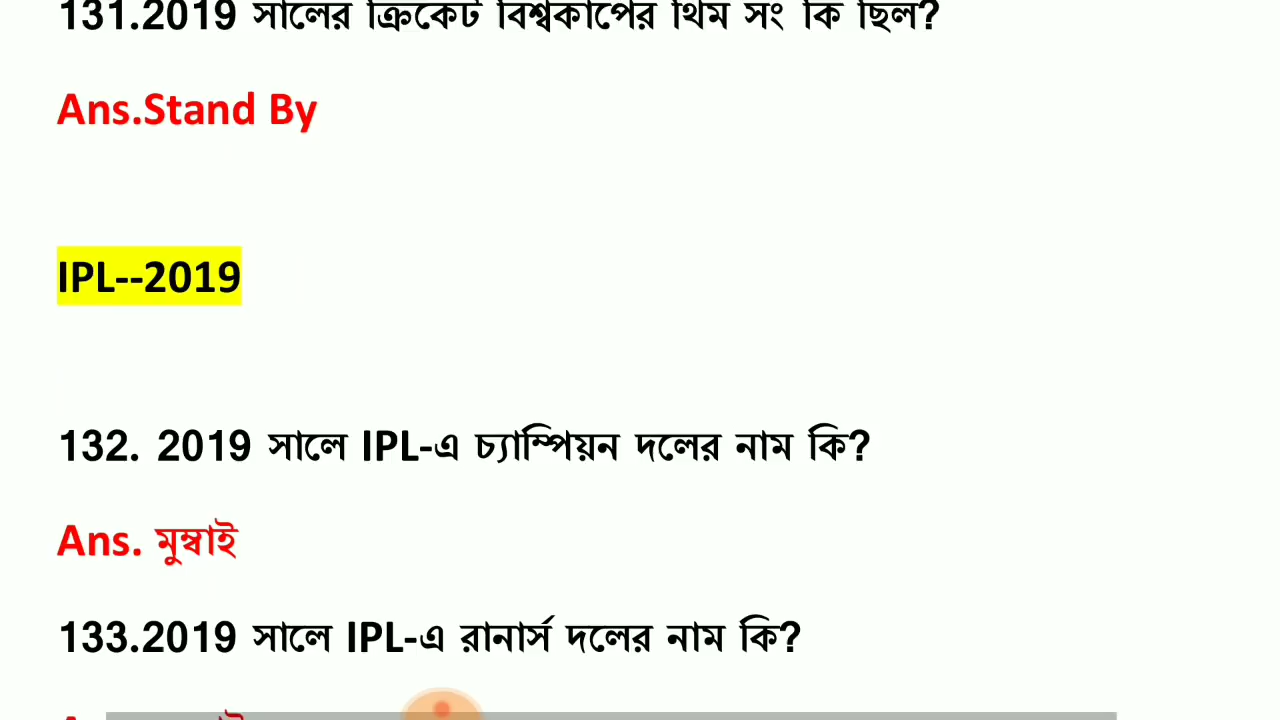 131.2019 সালের ক্রিকেট বিশ্বকাপের থিম সং কি ছিল?
Ans.Stand By
IPL--2019
132. 2019 সালে IPL-এ চ্যাম্পিয়ন দলের নাম কি?
Ans. মুম্বাই
133.2019 সালে IPL-এ রানার্স দলের নাম কি?